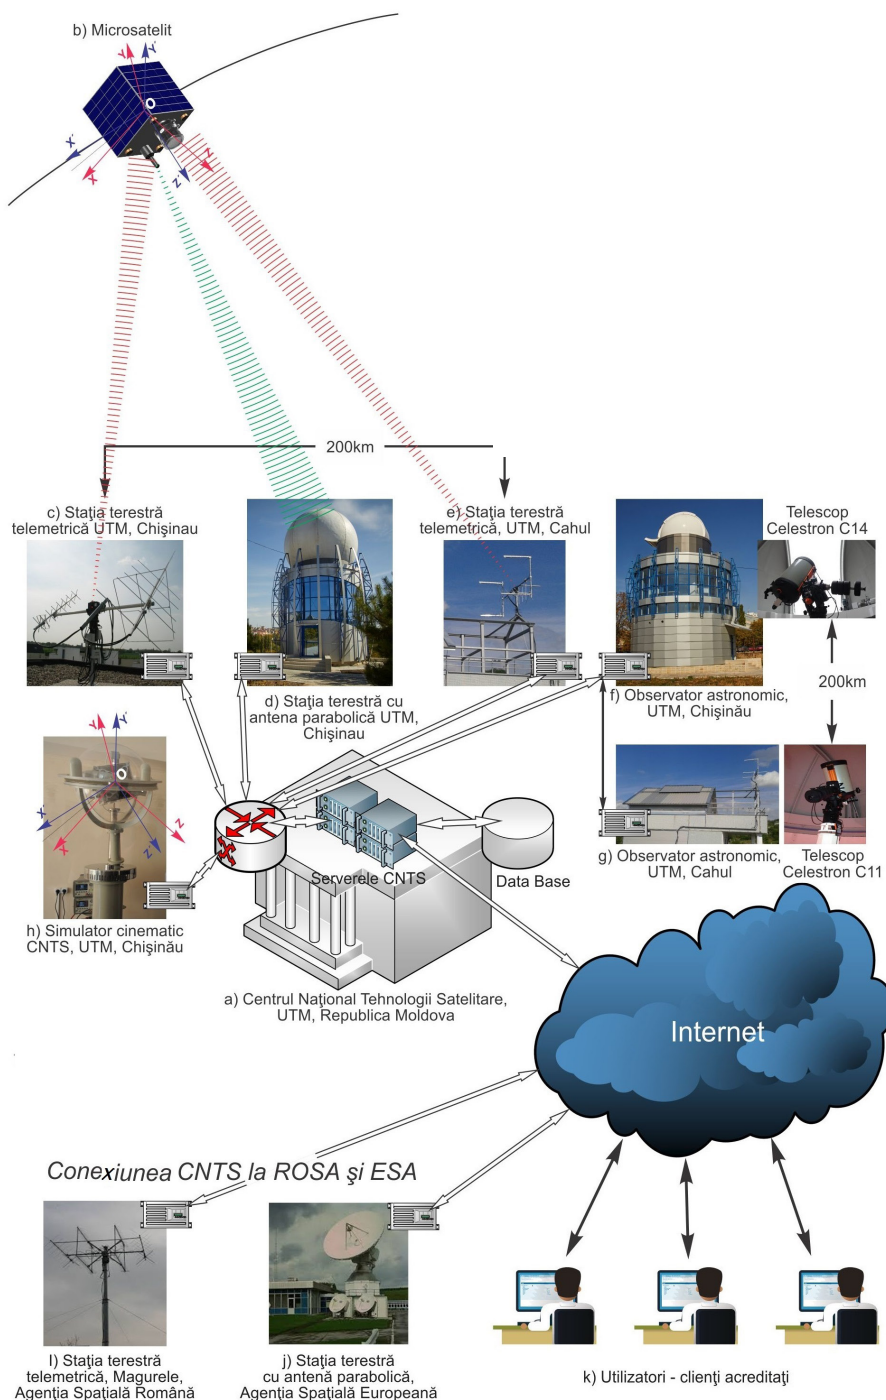 b) Microsatelit
Y
Y'
X'
X
Z'
Z
200km
c) Staţia terestră
telemetrică UTM, Chişinau
e) Staţia terestră
telemetrică, UTM, Cahul
Telescop
Celestron C14
d) Staţia terestră cu
antena parabolică UTM,
Chişinau
f) Observator astronomic,
UTM, Chişinău
200km
Y
Y'
X'
X
Z'
Z
Serverele CNTS
Data Base
g) Observator astronomic,
UTM, Cahul
Telescop
Celestron C11
h) Simulator cinematic
CNTS, UTM, Chişinău
a) Centrul Naţional Tehnologii Satelitare,
UTM, Republica Moldova
Internet
Conexiunea CNTS la ROSA şi ESA
l) Staţia terestră
telemetrică, Magurele,
Agenţia Spaţială Română
j) Staţia terestră
cu antenă parabolică,
Agenţia Spaţială Europeană
k) Utilizatori - clienţi acreditaţi